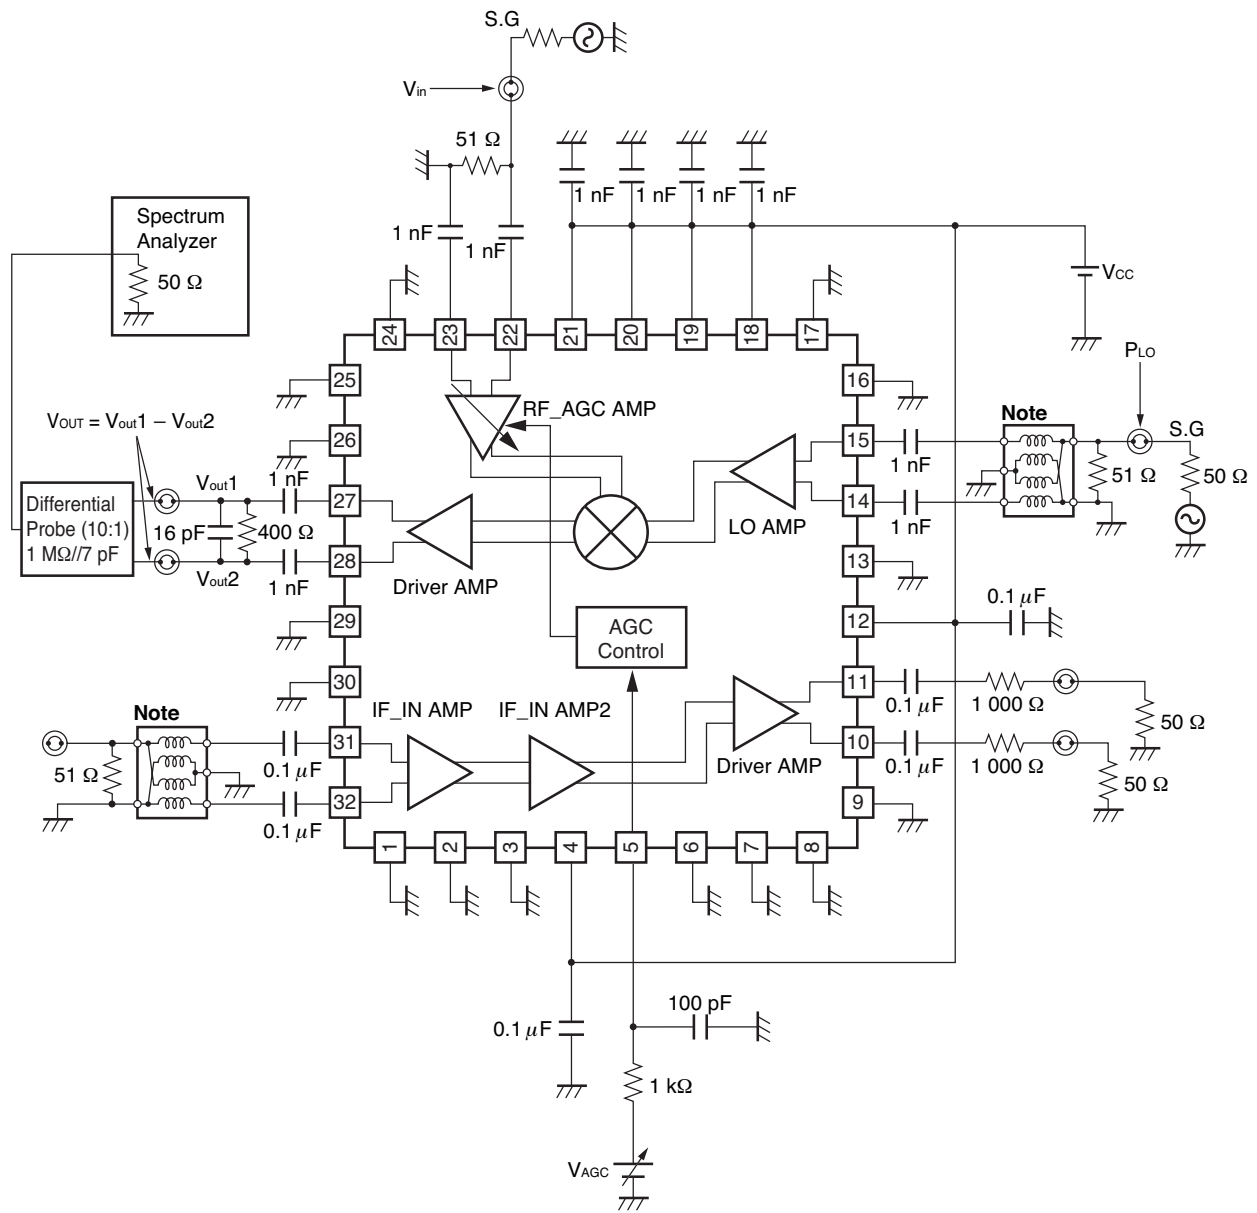 S.G
Vin
51 Ω
1 nF
1 nF
1 nF
1 nF
1 nF
1 nF
Spectrum
Analyzer
50 Ω
VCC
24
23
22
21
20
19
18
17
PLO
25
16
RF_AGC AMP
Note
S.G
VOUT = Vout1 – Vout2
26
15
1 nF
51 Ω
50 Ω
1 nF
Vout1
27
14
Differential
Probe (10:1)
1 MΩ//7 pF
16 pF
400 Ω
LO AMP
1 nF
Vout2
28
13
1 nF
Driver AMP
0.1 μF
29
AGC
Control
12
30
11
0.1 μF
1 000 Ω
50 Ω
Note
IF_IN AMP
IF_IN AMP2
31
10
51 Ω
0.1 μF
Driver AMP
0.1 μF
1 000 Ω
50 Ω
32
9
0.1 μF
1
2
3
4
5
6
7
8
100 pF
0.1 μF
1 kΩ
VAGC